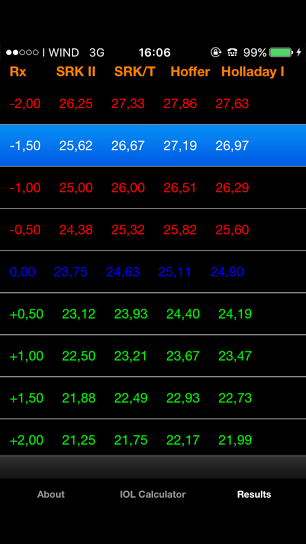 WIND 3G 16:06 99%
Rx SRK II SRK/T Hoffer Holladay I
-2,00 26,25 27,33 27,86 27,63
-1,50 25,62 26,67 27,19 26,97
-1,00 25,00 26,00 26,51 26,29
-0,50 24,38 25,32 25,82 25,60
0,00 23,75 24,63 25,11 24,90
+0,50 23,12 23,93 24,40 24,19
+1,00 22,50 23,21 23,67 23,47
+1,50 21,88 22,49 22,93 22,73
+2,00 21,25 21,75 22,17 21,99
About IOL Calculator Results